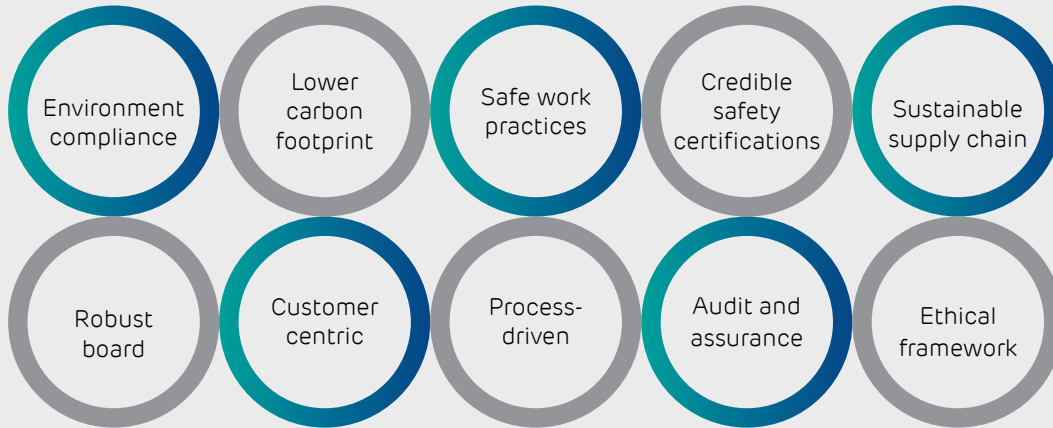 Environment
compliance
Lower
carbon
footprint
Safe work
practices
Credible
safety
certifications
Sustainable
supply chain
Robust
board
Customer
centric
Process-
driven
Audit and
assurance
Ethical
framework